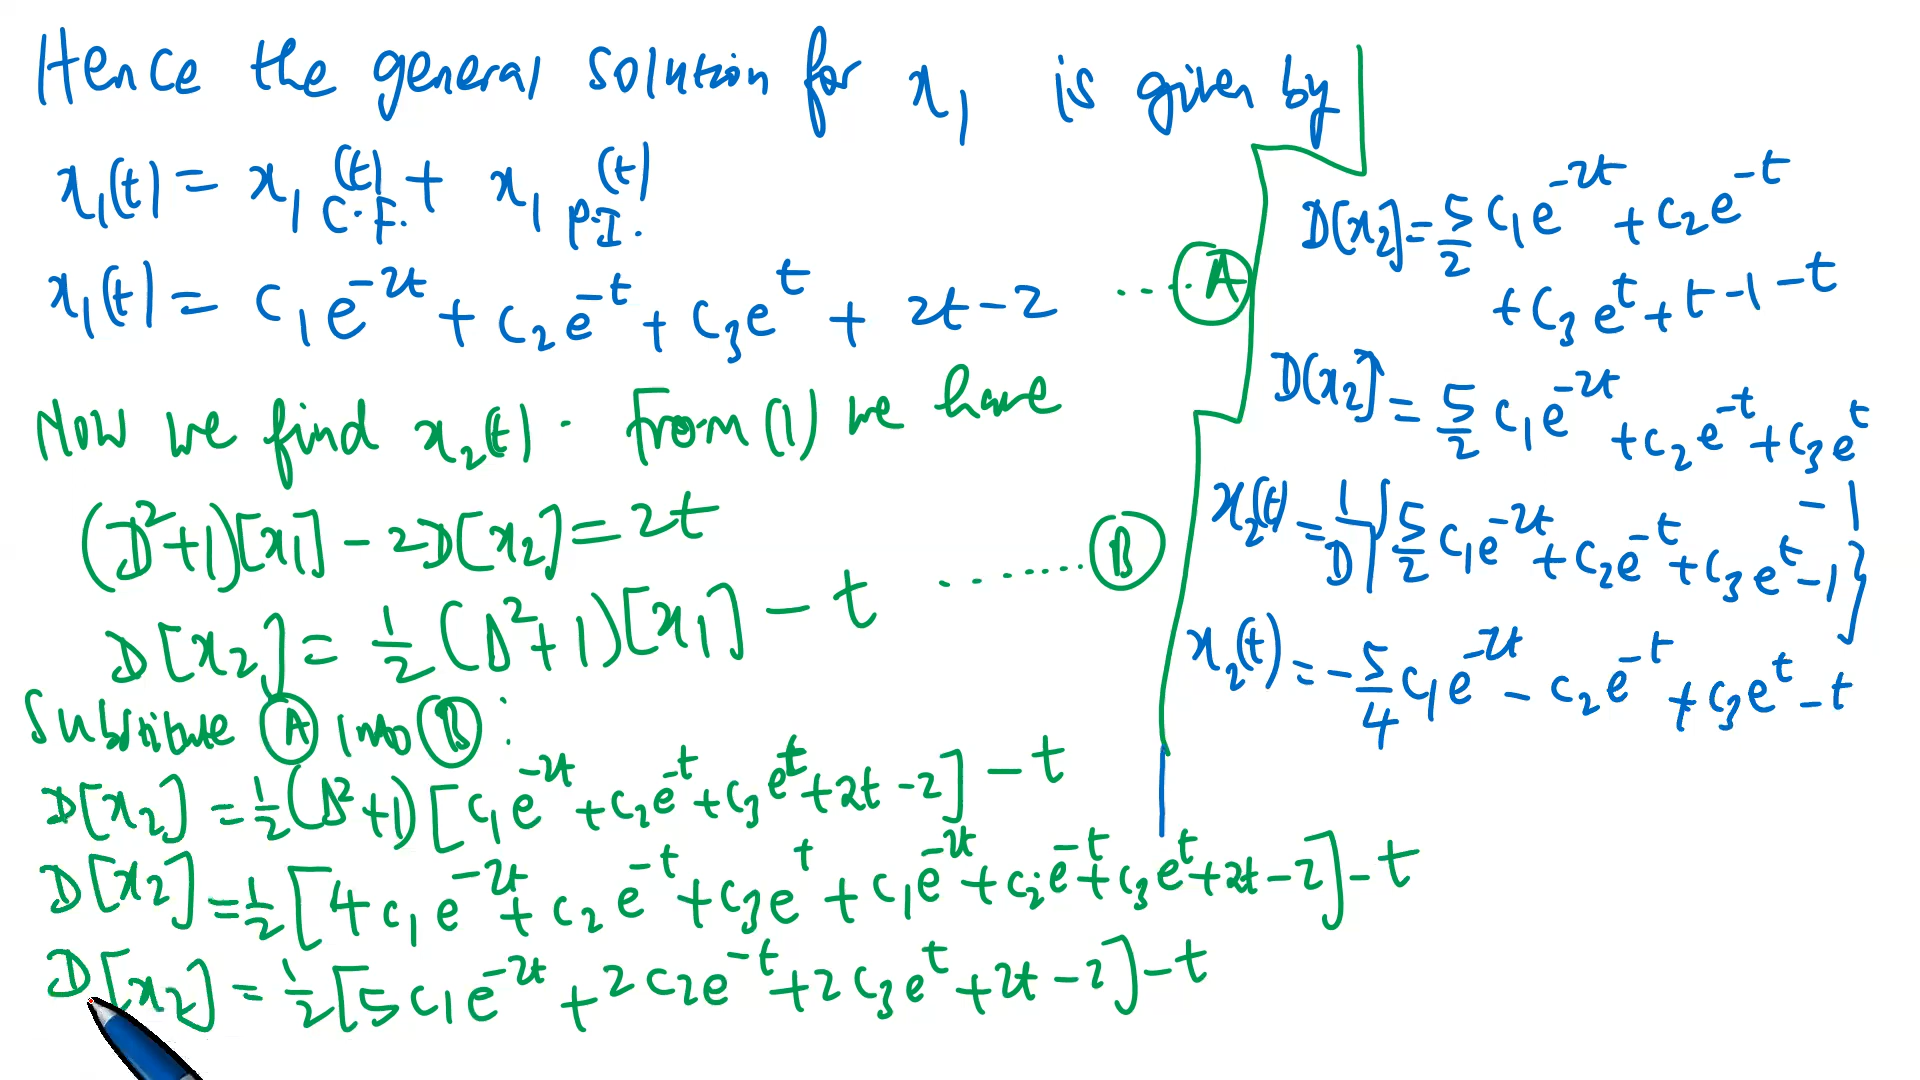 Hence the general solution for x₁ is given by
x₁(t) = x₁ C.F. (t) + x₁ P.I. (t)
x₁(t) = c₁e^{-2t} + c₂e^{-t} + c₃e^{t} + 2t - 2 ..... (A)
Now we find x₂(t). From (1) we have
(D²+1)[x₁] - 2D[x₂] = 2t
D[x₂] = ½ (D²+1)[x₁] - t ........ (B)
Substitute (A) into (B):
D[x₂] = ½ (D²+1) [c₁e^{-2t} + c₂e^{-t} + c₃e^{t} + 2t - 2] - t
D[x₂] = ½ [4c₁e^{-2t} + c₂e^{-t} + c₃e^{t} + c₁e^{-2t} + c₂e^{-t} + c₃e^{t} + 2t - 2] - t
D[x₂] = ½ [5c₁e^{-2t} + 2c₂e^{-t} + 2c₃e^{t} + 2t - 2] - t
D[x₂] = 5/2 c₁e^{-2t} + c₂e^{-t}
+ c₃e^{t} + t - 1 - t
D[x₂] = 5/2 c₁e^{-2t} + c₂e^{-t} + c₃e^{t}
- 1
x₂(t) = 1/D {5/2 c₁e^{-2t} + c₂e^{-t} + c₃e^{t} - 1}
x₂(t) = -5/4 c₁e^{-2t} - c₂e^{-t} + c₃e^{t} - t